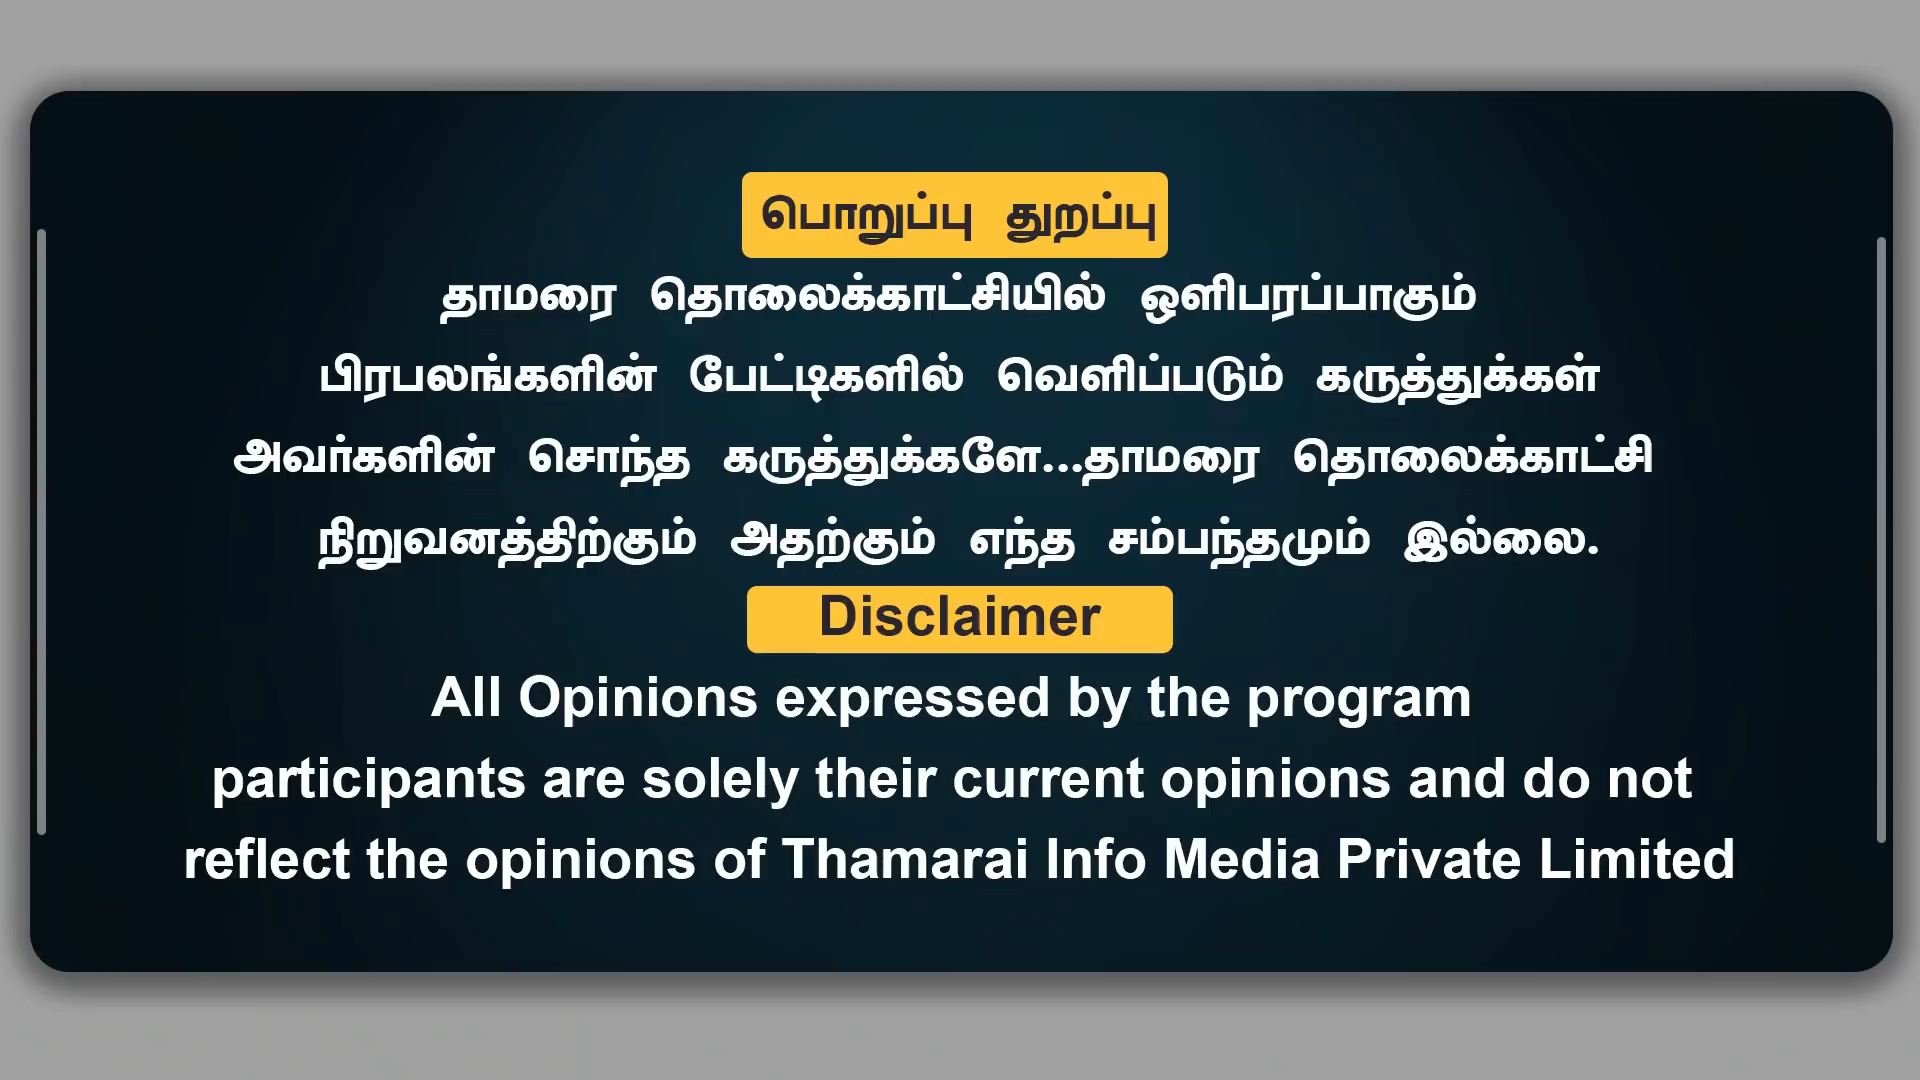 பொறுப்பு துறப்பு
தாமரை தொலைக்காட்சியில் ஒளிபரப்பாகும்
பிரபலங்களின் பேட்டிகளில் வெளிப்படும் கருத்துக்கள்
அவர்களின் சொந்த கருத்துக்களே...தாமரை தொலைக்காட்சி
நிறுவனத்திற்கும் அதற்கும் எந்த சம்பந்தமும் இல்லை.
Disclaimer
All Opinions expressed by the program
participants are solely their current opinions and do not
reflect the opinions of Thamarai Info Media Private Limited